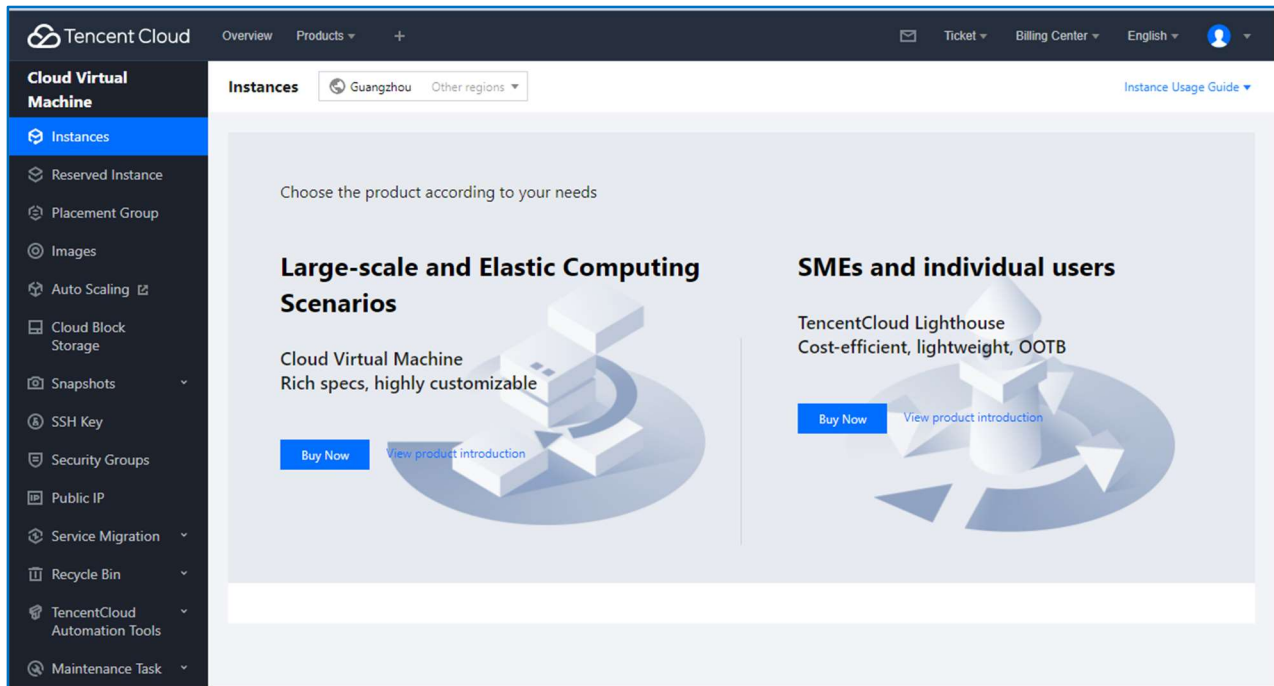 Tencent Cloud
Overview
Products
+
Ticket
Billing Center
English
Cloud Virtual
Machine
Instances
Reserved Instance
Placement Group
Images
Auto Scaling
Cloud Block
Storage
Snapshots
SSH Key
Security Groups
IP Public IP
Service Migration
Recycle Bin
TencentCloud
Automation Tools
Maintenance Task
Instances
Guangzhou
Other regions
Instance Usage Guide
Choose the product according to your needs
Large-scale and Elastic Computing
Scenarios
Cloud Virtual Machine
Rich specs, highly customizable
Buy Now
View product introduction
SMEs and individual users
TencentCloud Lighthouse
Cost-efficient, lightweight, OOTB
Buy Now
View product introduction